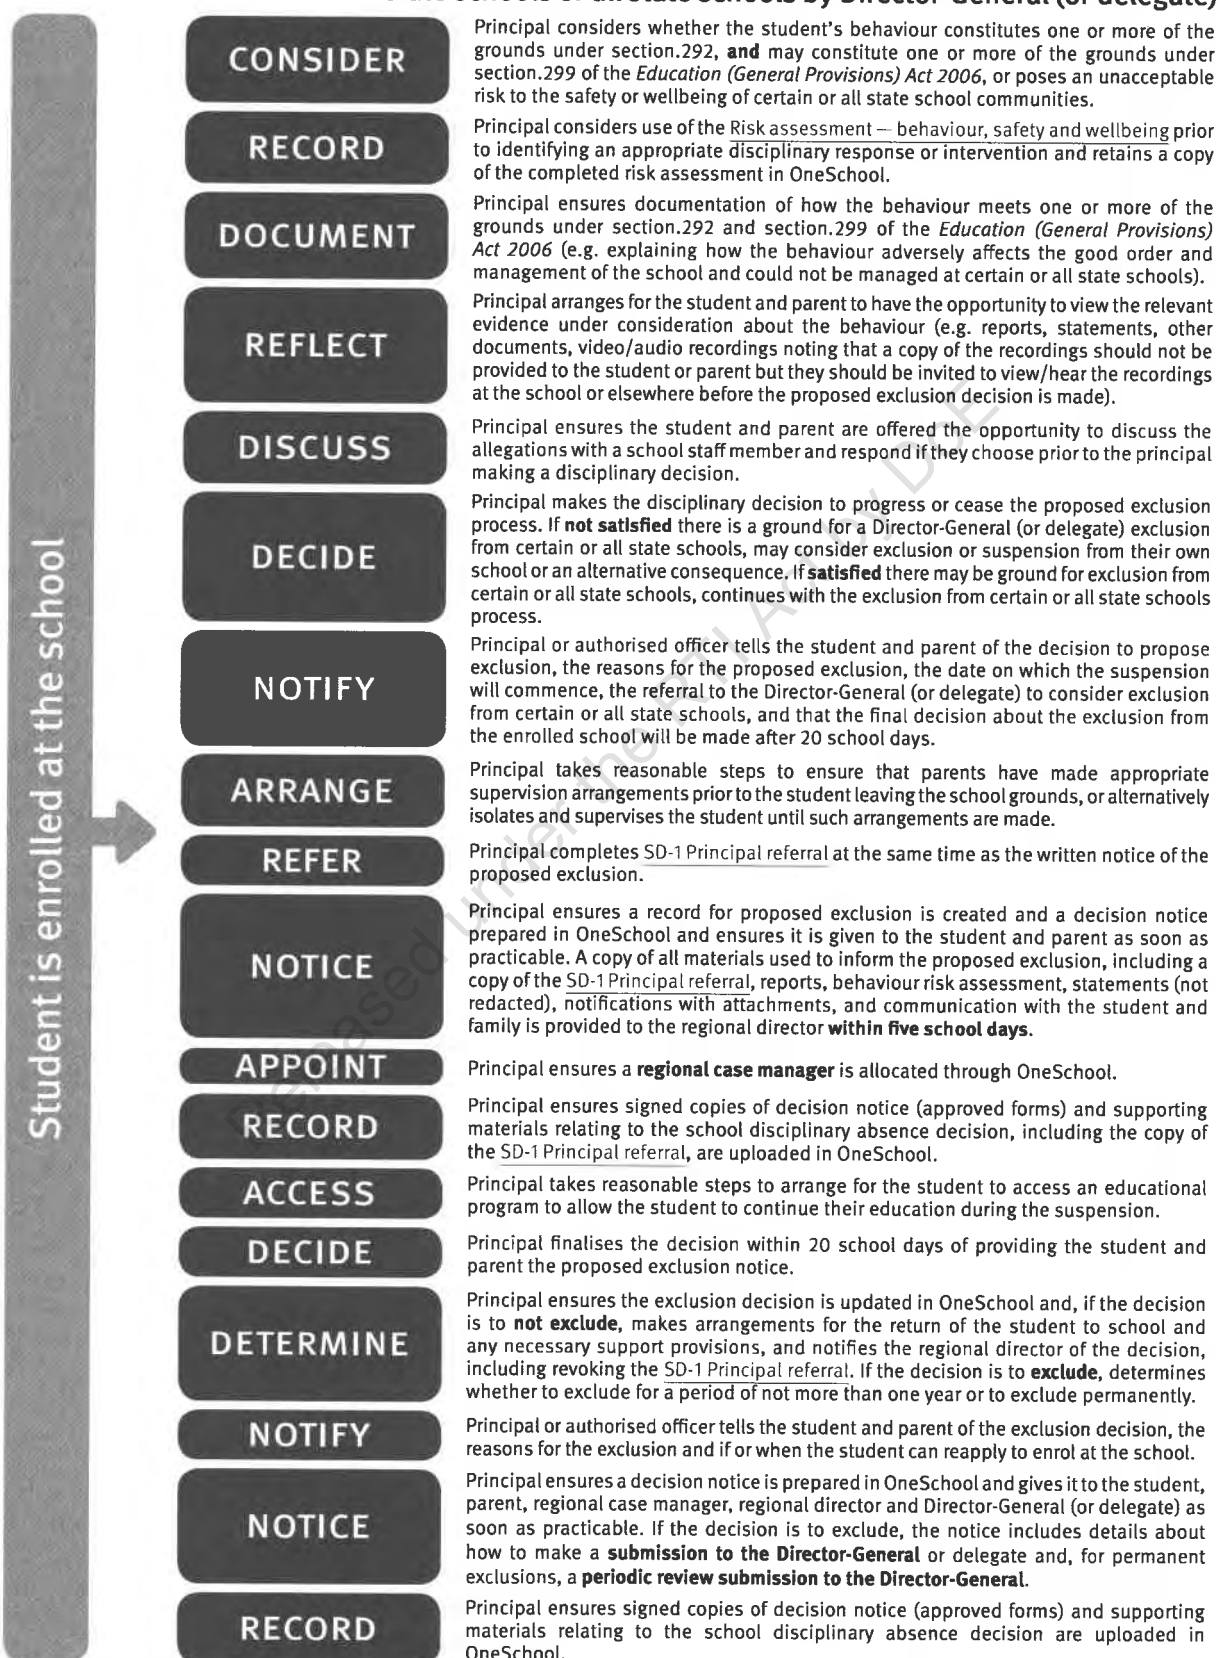 schools or all state schools by Director-General (or delegate)
Student is enrolled at the school
CONSIDER
Principal considers whether the student's behaviour constitutes one or more of the
grounds under section.292, and may constitute one or more of the grounds under
section.299 of the Education (General Provisions) Act 2006, or poses an unacceptable
risk to the safety or wellbeing of certain or all state school communities.
RECORD
Principal considers use of the Risk assessment – behaviour, safety and wellbeing prior
to identifying an appropriate disciplinary response or intervention and retains a copy
of the completed risk assessment in OneSchool.
DOCUMENT
Principal ensures documentation of how the behaviour meets one or more of the
grounds under section.292 and section.299 of the Education (General Provisions)
Act 2006 (e.g. explaining how the behaviour adversely affects the good order and
management of the school and could not be managed at certain or all state schools).
REFLECT
Principal arranges for the student and parent to have the opportunity to view the relevant
evidence under consideration about the behaviour (e.g. reports, statements, other
documents, video/audio recordings noting that a copy of the recordings should not be
provided to the student or parent but they should be invited to view/hear the recordings
at the school or elsewhere before the proposed exclusion decision is made).
DISCUSS
Principal ensures the student and parent are offered the opportunity to discuss the
allegations with a school staff member and respond if they choose prior to the principal
making a disciplinary decision.
DECIDE
Principal makes the disciplinary decision to progress or cease the proposed exclusion
process. If not satisfied there is a ground for a Director-General (or delegate) exclusion
from certain or all state schools, may consider exclusion or suspension from their own
school or an alternative consequence. If satisfied there may be ground for exclusion from
certain or all state schools, continues with the exclusion from certain or all state schools
process.
NOTIFY
Principal or authorised officer tells the student and parent of the decision to propose
exclusion, the reasons for the proposed exclusion, the date on which the suspension
will commence, the referral to the Director-General (or delegate) to consider exclusion
from certain or all state schools, and that the final decision about the exclusion from
the enrolled school will be made after 20 school days.
ARRANGE
Principal takes reasonable steps to ensure that parents have made appropriate
supervision arrangements prior to the student leaving the school grounds, or alternatively
isolates and supervises the student until such arrangements are made.
REFER
Principal completes SD-1 Principal referral at the same time as the written notice of the
proposed exclusion.
NOTICE
Principal ensures a record for proposed exclusion is created and a decision notice
prepared in OneSchool and ensures it is given to the student and parent as soon as
practicable. A copy of all materials used to inform the proposed exclusion, including a
copy of the SD-1 Principal referral, reports, behaviour risk assessment, statements (not
redacted), notifications with attachments, and communication with the student and
family is provided to the regional director within five school days.
APPOINT
Principal ensures a regional case manager is allocated through OneSchool.
RECORD
Principal ensures signed copies of decision notice (approved forms) and supporting
materials relating to the school disciplinary absence decision, including the copy of
the SD-1 Principal referral, are uploaded in OneSchool.
ACCESS
Principal takes reasonable steps to arrange for the student to access an educational
program to allow the student to continue their education during the suspension.
DECIDE
Principal finalises the decision within 20 school days of providing the student and
parent the proposed exclusion notice.
DETERMINE
Principal ensures the exclusion decision is updated in OneSchool and, if the decision
is to not exclude, makes arrangements for the return of the student to school and
any necessary support provisions, and notifies the regional director of the decision,
including revoking the SD-1 Principal referral. If the decision is to exclude, determines
whether to exclude for a period of not more than one year or to exclude permanently.
NOTIFY
Principal or authorised officer tells the student and parent of the exclusion decision, the
reasons for the exclusion and if or when the student can reapply to enrol at the school.
NOTICE
Principal ensures a decision notice is prepared in OneSchool and gives it to the student,
parent, regional case manager, regional director and Director-General (or delegate) as
soon as practicable. If the decision is to exclude, the notice includes details about
how to make a submission to the Director-General or delegate and, for permanent
exclusions, a periodic review submission to the Director-General.
RECORD
Principal ensures signed copies of decision notice (approved forms) and supporting
materials relating to the school disciplinary absence decision are uploaded in
OneSchool.
Released under the RTI Act by DoE